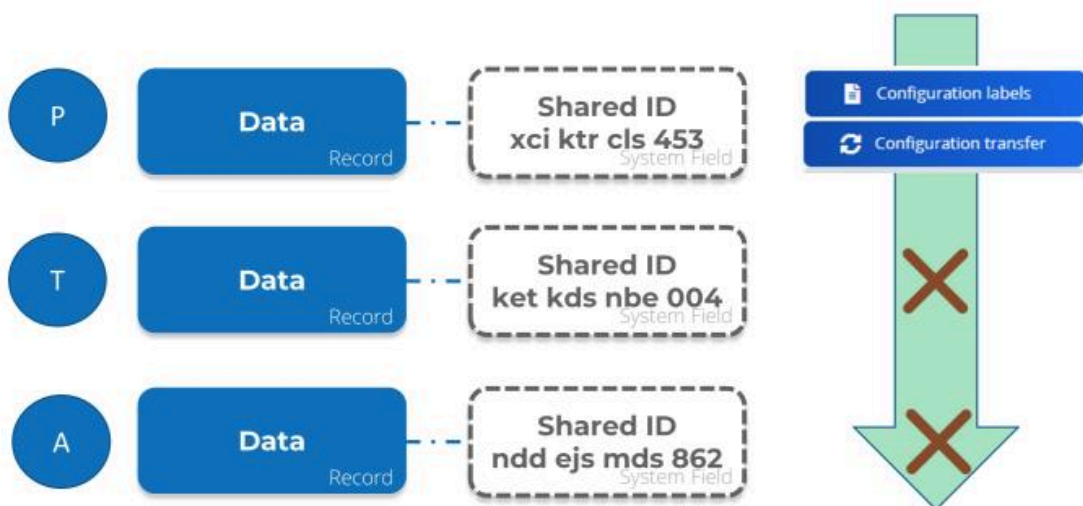 P
Data
Record
Shared ID
xci ktr cls 453
System Field
Configuration labels
Configuration transfer
T
Data
Record
Shared ID
ket kds nbe 004
System Field
A
Data
Record
Shared ID
ndd ejs mds 862
System Field